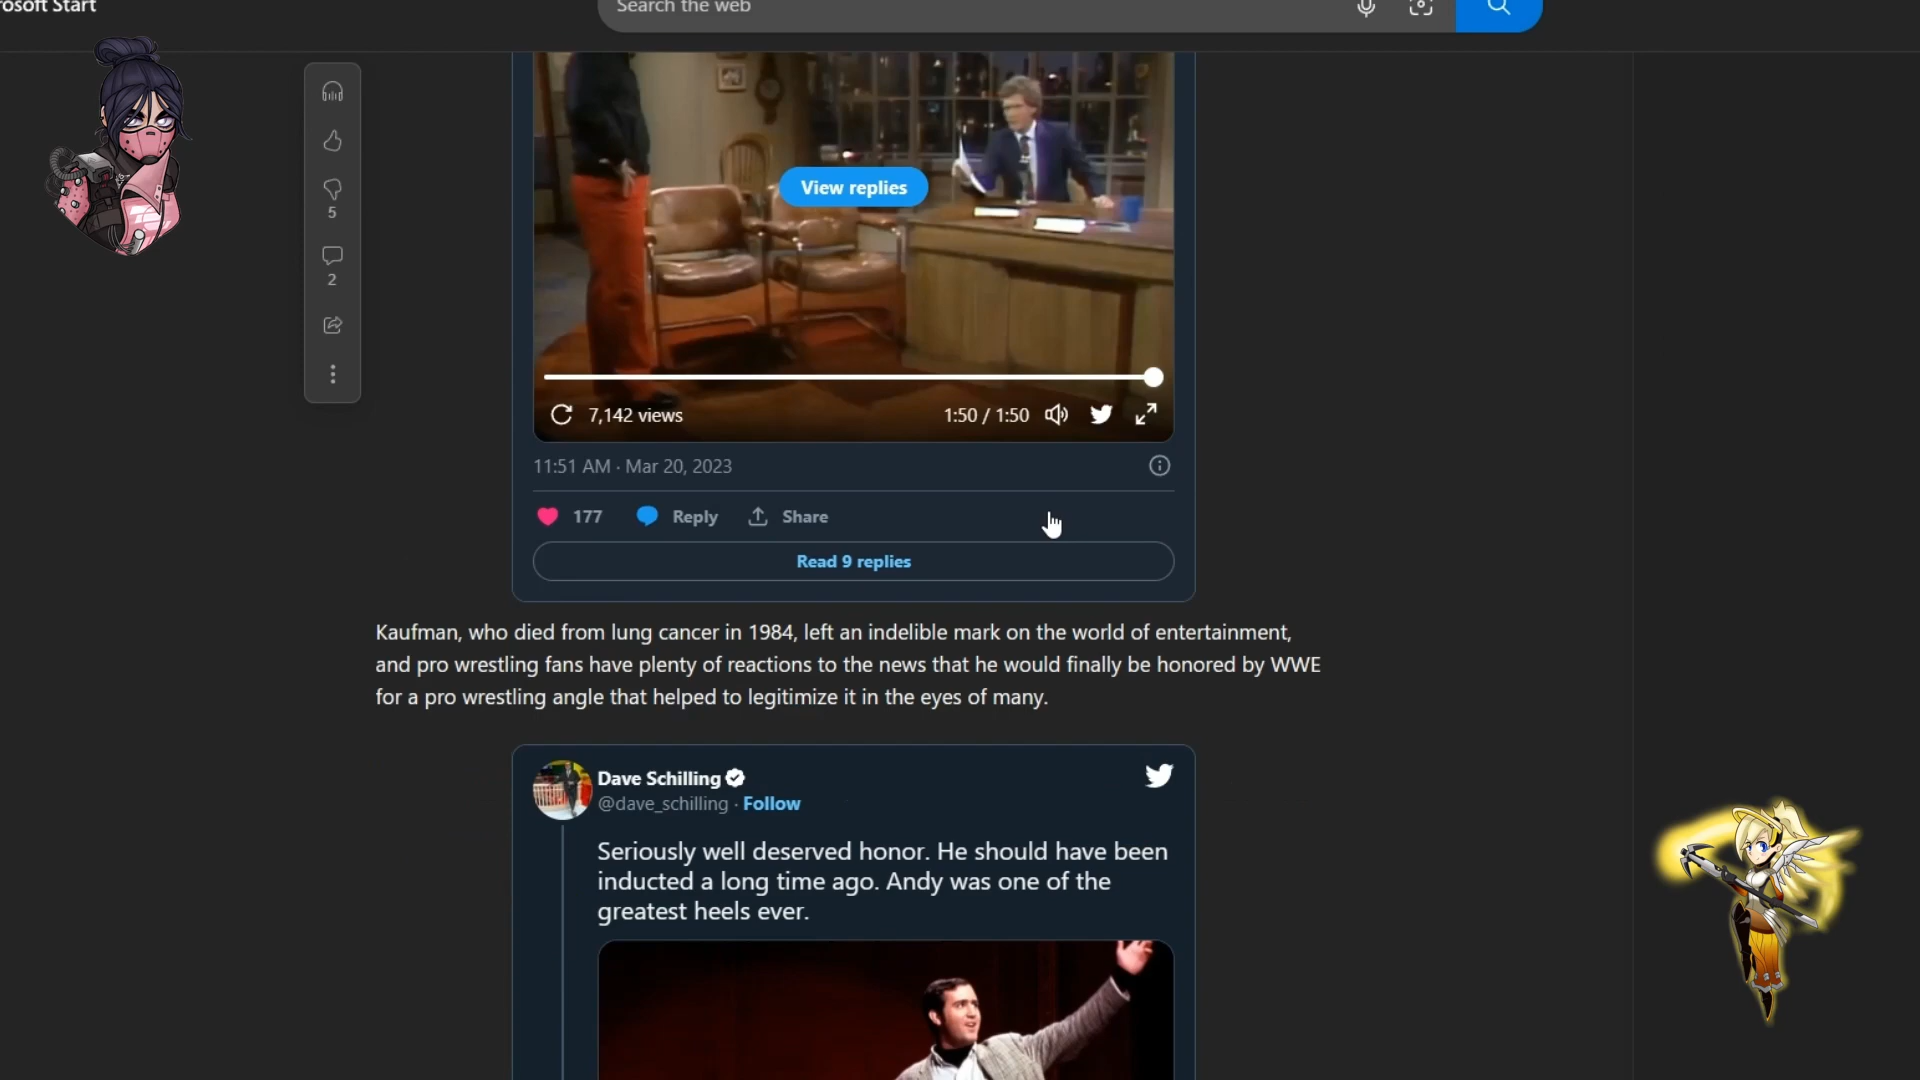 rosoft Start
Search the web
View replies
5
2
7,142 views
1:50 / 1:50
11:51 AM · Mar 20, 2023
177
Reply
Share
Read 9 replies
Kaufman, who died from lung cancer in 1984, left an indelible mark on the world of entertainment,
and pro wrestling fans have plenty of reactions to the news that he would finally be honored by WWE
for a pro wrestling angle that helped to legitimize it in the eyes of many.
Dave Schilling
@dave_schilling · Follow
Seriously well deserved honor. He should have been
inducted a long time ago. Andy was one of the
greatest heels ever.